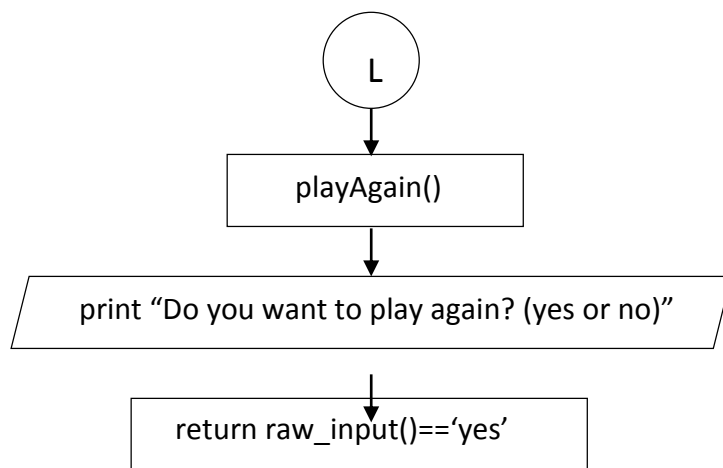 L
playAgain()
print “Do you want to play again? (yes or no)”
return raw_input()==‘yes’